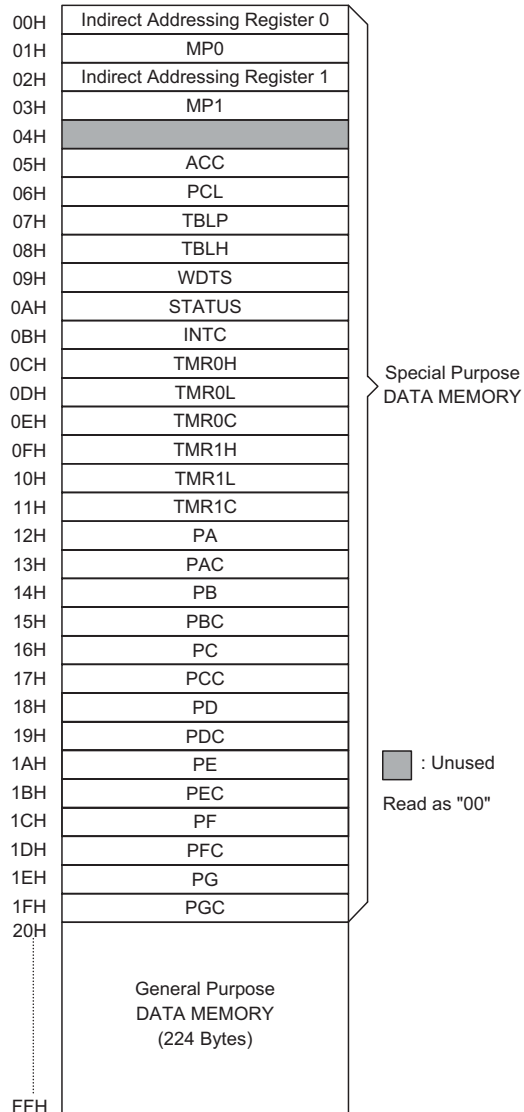 00H Indirect Addressing Register 0
01H MP0
02H Indirect Addressing Register 1
03H MP1
04H
05H ACC
06H PCL
07H TBLP
08H TBLH
09H WDTS
0AH STATUS
0BH INTC
0CH TMR0H
0DH TMR0L
0EH TMR0C
0FH TMR1H
10H TMR1L
11H TMR1C
12H PA
13H PAC
14H PB
15H PBC
16H PC
17H PCC
18H PD
19H PDC
1AH PE
1BH PEC
1CH PF
1DH PFC
1EH PG
1FH PGC
20H
General Purpose
DATA MEMORY
(224 Bytes)
FFH
Special Purpose
DATA MEMORY
: Unused
Read as "00"